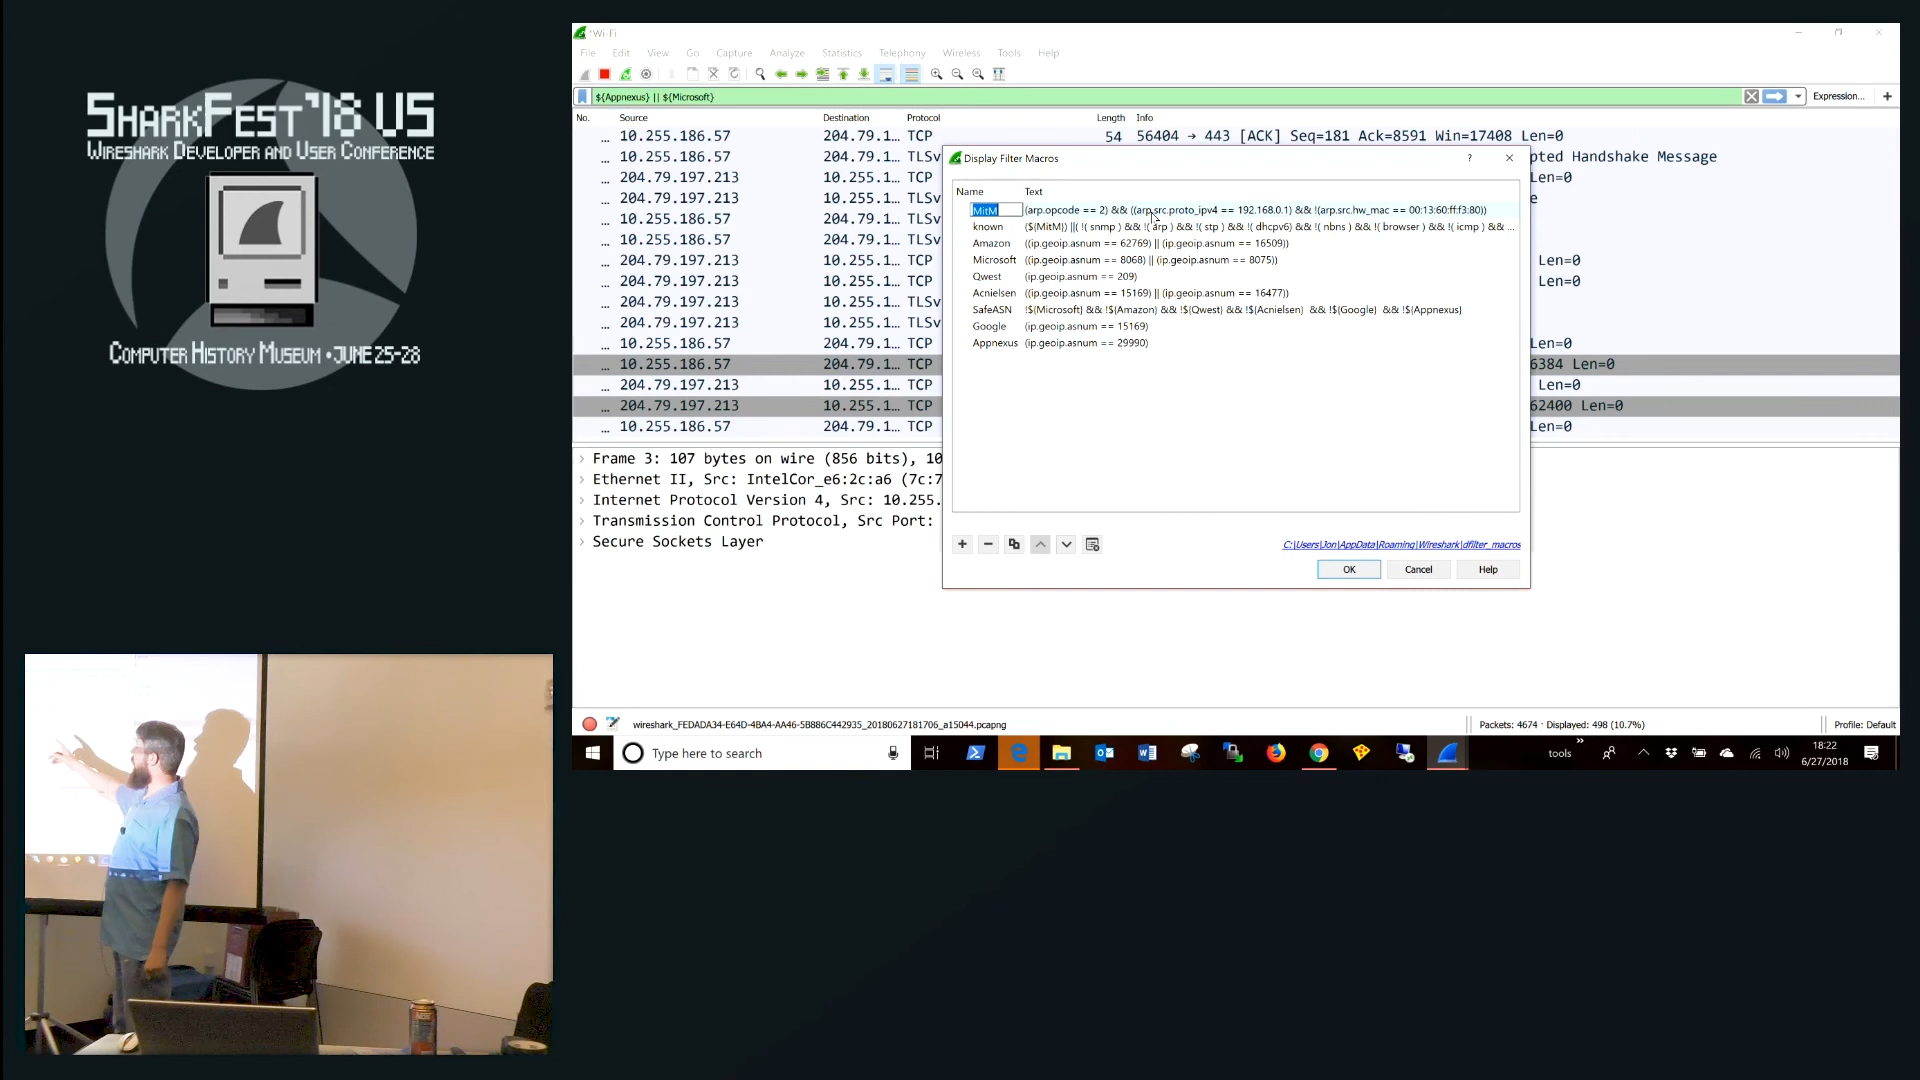 SHARKFEST '18 US
WIRESHARK DEVELOPER AND USER CONFERENCE
COMPUTER HISTORY MUSEUM • JUNE 25-28
*Wi-Fi
File Edit View Go Capture Analyze Statistics Telephony Wireless Tools Help
${Appnexus} || ${Microsoft}
Expression...
No. Source Destination Protocol Length Info
... 10.255.186.57 204.79.1... TCP 54 56404 → 443 [ACK] Seq=181 Ack=8591 Win=17408 Len=0
... 10.255.186.57 204.79.1... TLSv pted Handshake Message
... 204.79.197.213 10.255.1... TCP Len=0
... 204.79.197.213 10.255.1... TLSv e
... 10.255.186.57 204.79.1... TCP
... 10.255.186.57 204.79.1... TLSv
... 204.79.197.213 10.255.1... TCP Len=0
... 204.79.197.213 10.255.1... TCP Len=0
... 204.79.197.213 10.255.1... TLSv
... 204.79.197.213 10.255.1... TLSv
... 10.255.186.57 204.79.1... TCP en=0
... 10.255.186.57 204.79.1... TCP 6384 Len=0
... 204.79.197.213 10.255.1... TCP Len=0
... 204.79.197.213 10.255.1... TCP 62400 Len=0
... 10.255.186.57 204.79.1... TCP Len=0
Display Filter Macros
Name Text
MitM (arp.opcode == 2) && ((arp.src.proto_ipv4 == 192.168.0.1) && !(arp.src.hw_mac == 00:13:60:ff:f3:80))
known (${MitM}) ||( !( snmp ) && !( arp ) && !( stp ) && !( dhcpv6) && !( nbns ) && !( browser ) && !( icmp ) && ...
Amazon ((ip.geoip.asnum == 62769) || (ip.geoip.asnum == 16509))
Microsoft ((ip.geoip.asnum == 8068) || (ip.geoip.asnum == 8075))
Qwest (ip.geoip.asnum == 209)
Acnielsen ((ip.geoip.asnum == 15169) || (ip.geoip.asnum == 16477))
SafeASN !${Microsoft} && !${Amazon} && !${Qwest} && !${Acnielsen} && !${Google} && !${Appnexus}
Google (ip.geoip.asnum == 15169)
Appnexus (ip.geoip.asnum == 29990)
C:\Users\Jon\AppData\Roaming\Wireshark\dfilter_macros
OK Cancel Help
Frame 3: 107 bytes on wire (856 bits), 10
Ethernet II, Src: IntelCor_e6:2c:a6 (7c:7
Internet Protocol Version 4, Src: 10.255.
Transmission Control Protocol, Src Port:
Secure Sockets Layer
wireshark_FEDADA34-E64D-4BA4-AA46-5B886C442935_20180627181706_a15044.pcapng
Packets: 4674 · Displayed: 498 (10.7%)
Profile: Default
Type here to search
tools
18:22
6/27/2018